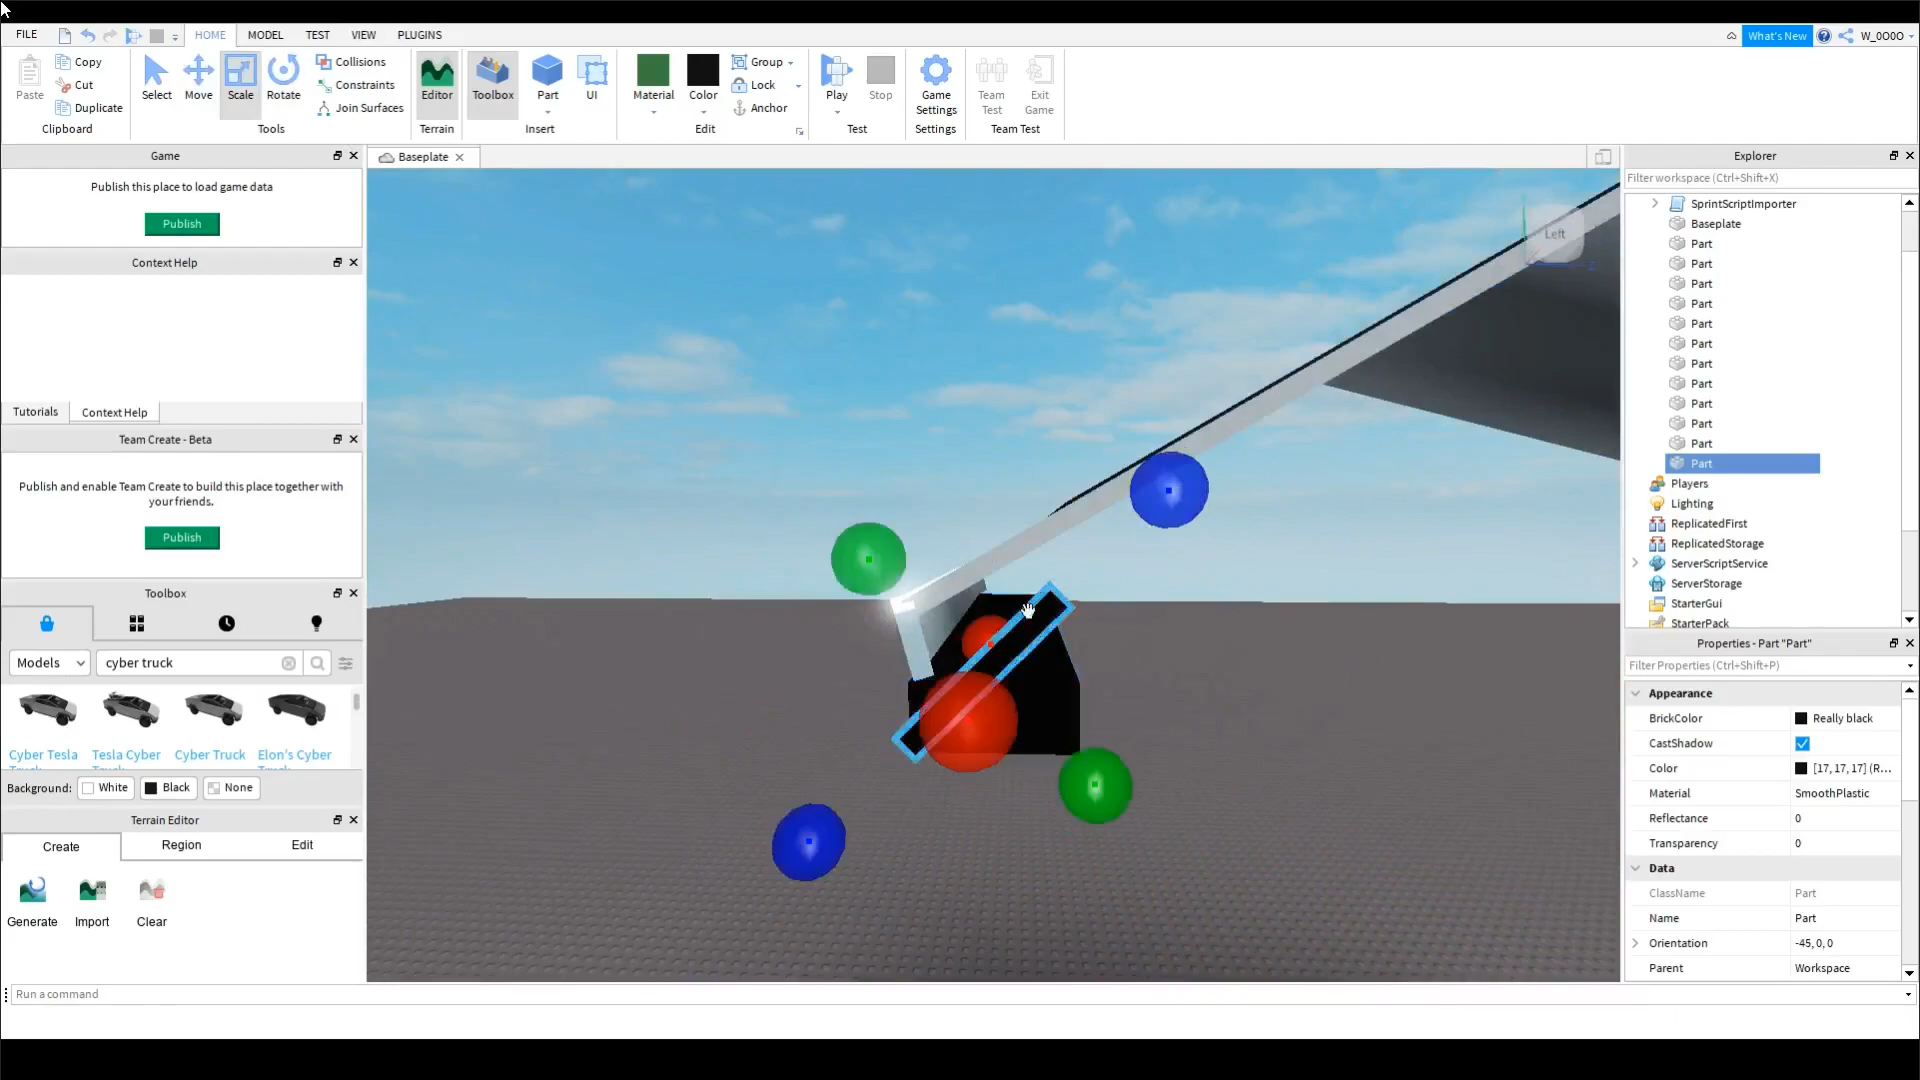 FILE HOME MODEL TEST VIEW PLUGINS What's New W_0OOO
Paste Copy Cut Duplicate Clipboard
Select Move Scale Rotate Collisions Constraints Join Surfaces Tools
Editor Terrain
Toolbox Part UI Insert
Material Color Group Lock Anchor Edit
Play Stop Test
Game Settings Settings
Team Test Exit Game Team Test
Game
Publish this place to load game data
Publish
Context Help
Tutorials Context Help
Team Create - Beta
Publish and enable Team Create to build this place together with
your friends.
Publish
Toolbox
Models cyber truck
Cyber Tesla Tesla Cyber Cyber Truck Elon's Cyber
Background: White Black None
Terrain Editor
Create Region Edit
Generate Import Clear
Run a command
Baseplate
Left
Explorer
Filter workspace (Ctrl+Shift+X)
SprintScriptImporter
Baseplate
Part
Part
Part
Part
Part
Part
Part
Part
Part
Part
Part
Part
Players
Lighting
ReplicatedFirst
ReplicatedStorage
ServerScriptService
ServerStorage
StarterGui
StarterPack
Properties - Part "Part"
Filter Properties (Ctrl+Shift+P)
Appearance
BrickColor Really black
CastShadow
Color [17, 17, 17] (R...
Material SmoothPlastic
Reflectance 0
Transparency 0
Data
ClassName Part
Name Part
Orientation -45, 0, 0
Parent Workspace